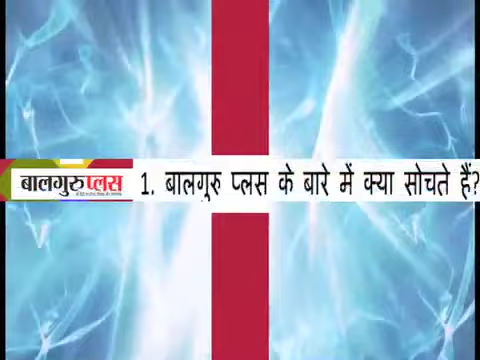 बालगुरुप्लस 1. बालगुरु प्लस के बारे में क्या सोचते हैं?